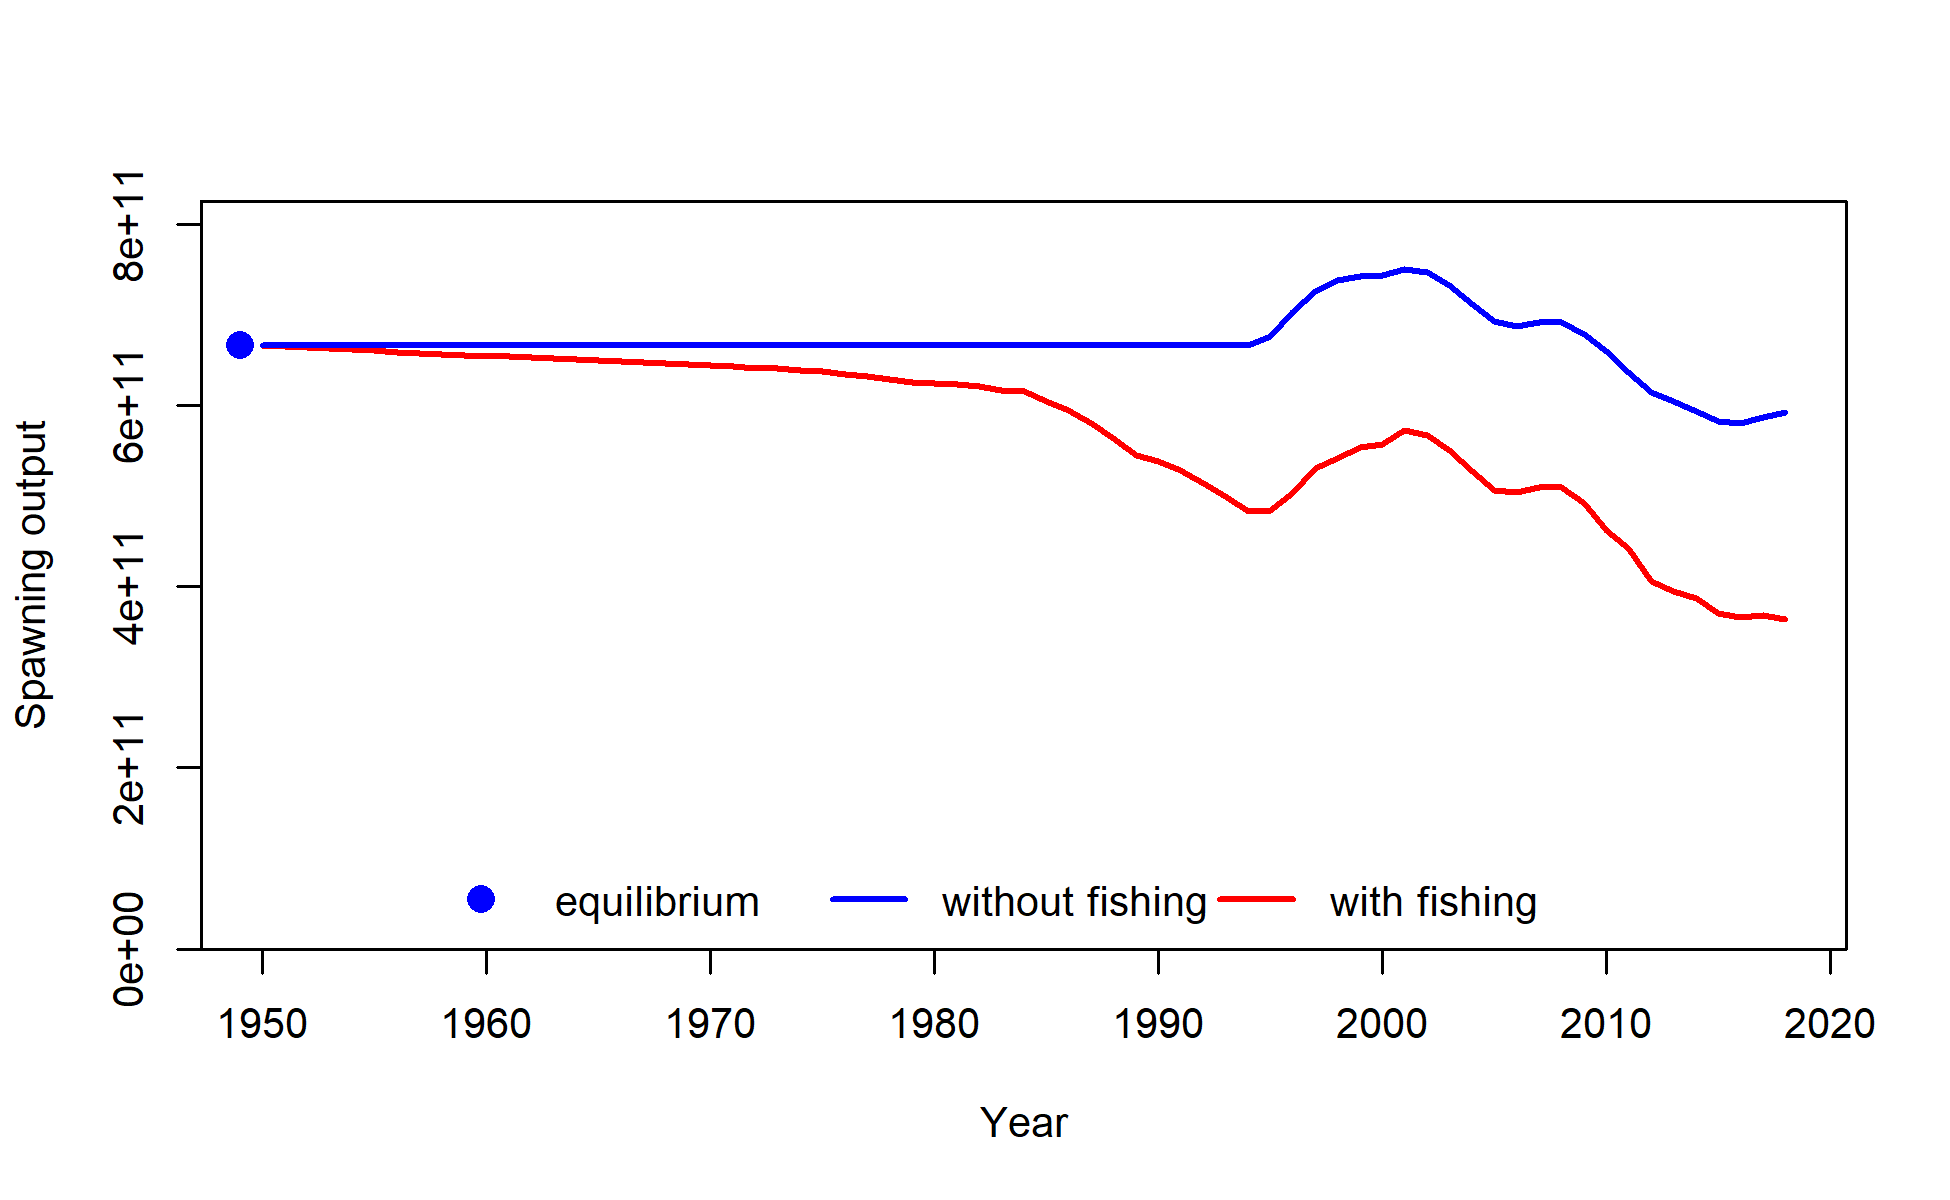 8e+11
6e+11
4e+11
2e+11
0e+00
Spawning output
equilibrium without fishing with fishing
1950 1960 1970 1980 1990 2000 2010 2020
Year